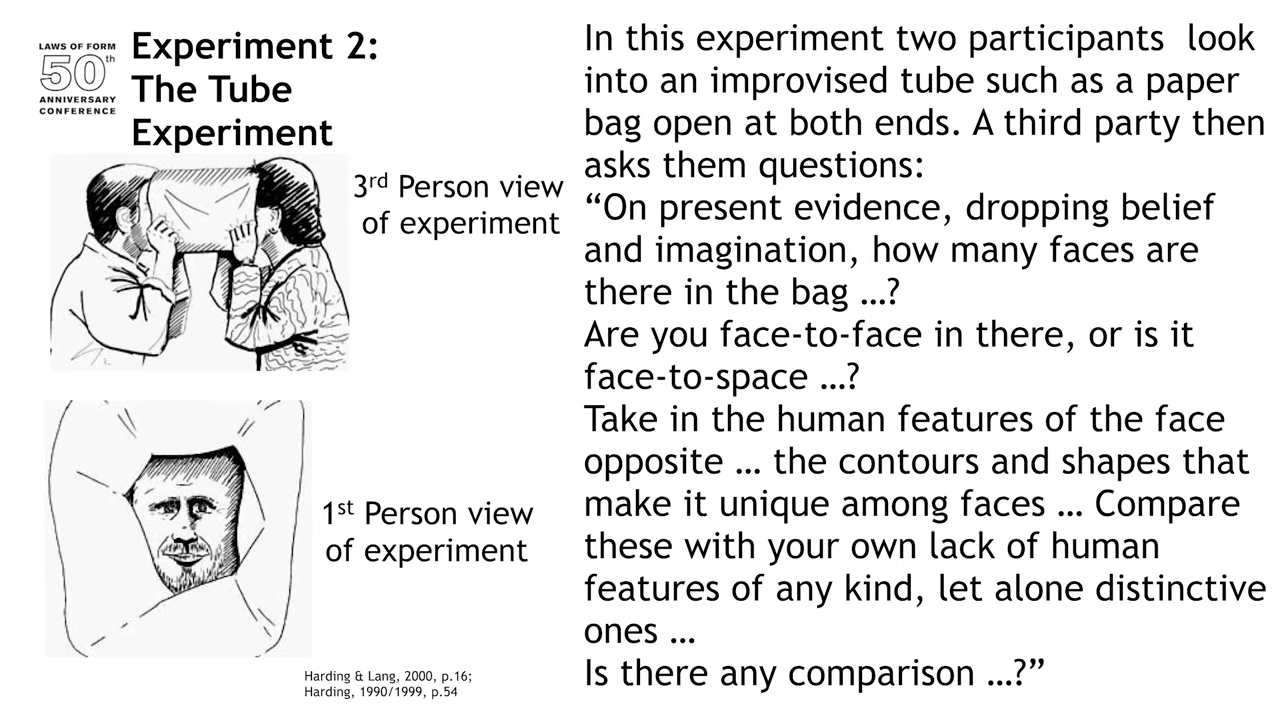 LAWS OF FORM
50th
ANNIVERSARY
CONFERENCE
Experiment 2:
The Tube
Experiment
3rd Person view
of experiment
1st Person view
of experiment
Harding & Lang, 2000, p.16;
Harding, 1990/1999, p.54
In this experiment two participants  look
into an improvised tube such as a paper
bag open at both ends. A third party then
asks them questions:
“On present evidence, dropping belief
and imagination, how many faces are
there in the bag …?
Are you face-to-face in there, or is it
face-to-space …?
Take in the human features of the face
opposite … the contours and shapes that
make it unique among faces … Compare
these with your own lack of human
features of any kind, let alone distinctive
ones …
Is there any comparison …?”